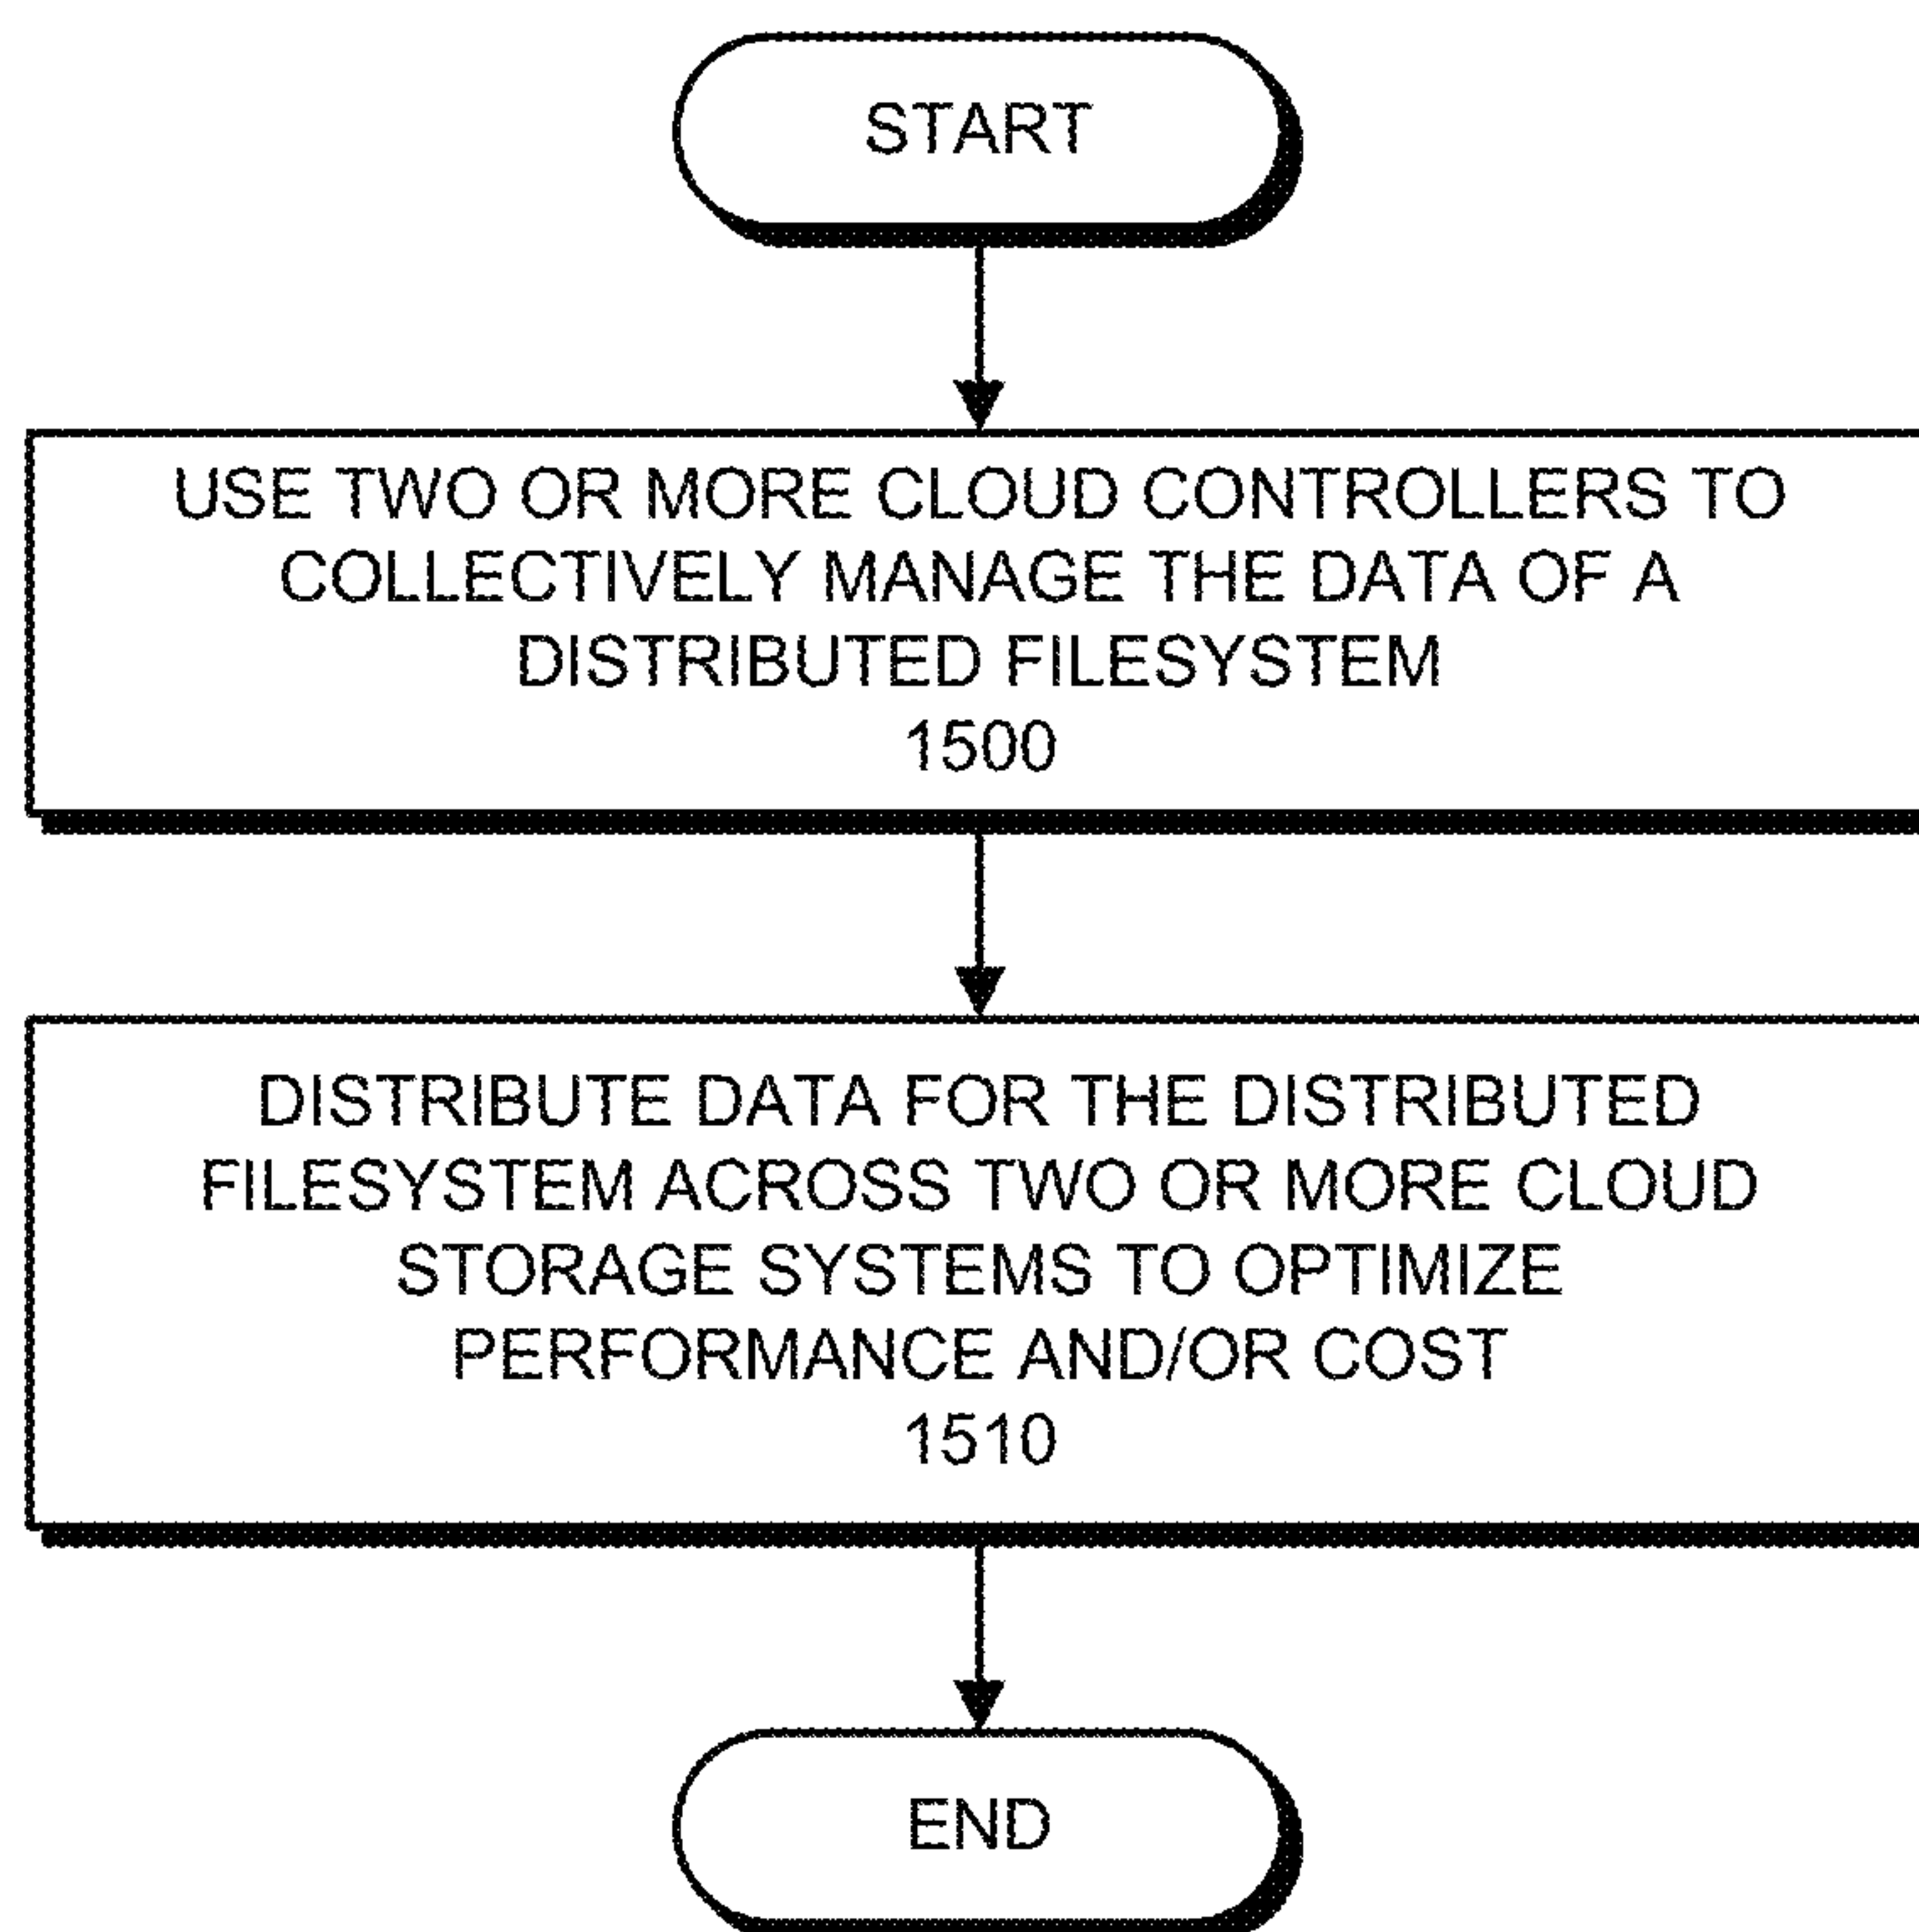 START
USE TWO OR MORE CLOUD CONTROLLERS TO
COLLECTIVELY MANAGE THE DATA OF A
DISTRIBUTED FILESYSTEM
1500
DISTRIBUTE DATA FOR THE DISTRIBUTED
FILESYSTEM ACROSS TWO OR MORE CLOUD
STORAGE SYSTEMS TO OPTIMIZE
PERFORMANCE AND/OR COST
1510
END